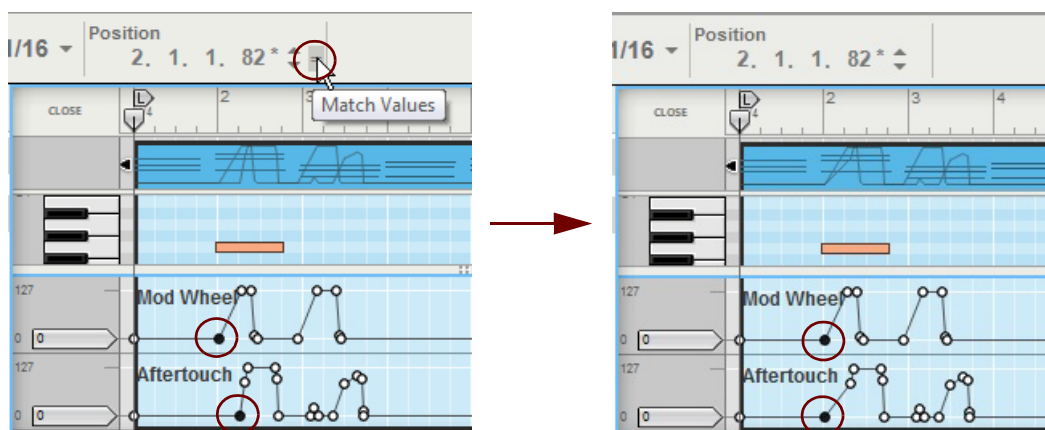 Position
1/16 2. 1. 1. 82 *
Match Values
CLOSE L 4 2 3
127 Mod Wheel
0 0
127 Aftertouch
0 0
Position
1/16 2. 1. 1. 82 *
CLOSE L 4 2 3 4
127 Mod Wheel
0 0
127 Aftertouch
0 0